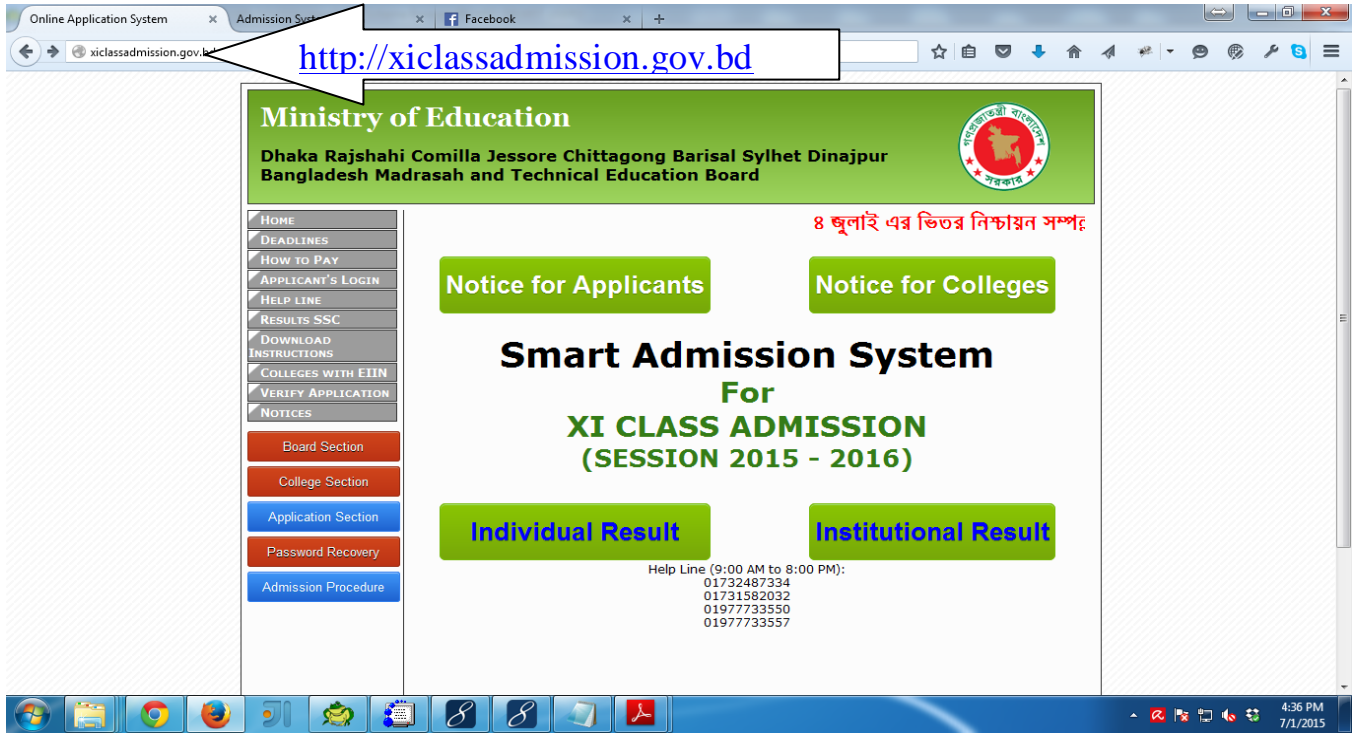 Online Application System
Admission Sys
Facebook
xiclassadmission.gov.bd
http://xiclassadmission.gov.bd
Ministry of Education
Dhaka Rajshahi Comilla Jessore Chittagong Barisal Sylhet Dinajpur
Bangladesh Madrasah and Technical Education Board
গণপ্রজাতন্ত্রী বাংলাদেশ
সরকার
৪ জুলাই এর ভিতর নিশ্চায়ন
HOME
DEADLINES
HOW TO PAY
APPLICANT'S LOGIN
HELP LINE
RESULTS SSC
DOWNLOAD
INSTRUCTIONS
COLLEGES WITH EIIN
VERIFY APPLICATION
NOTICES
Board Section
College Section
Application Section
Password Recovery
Admission Procedure
Notice for Applicants
Notice for Colleges
Smart Admission System
For
XI CLASS ADMISSION
(SESSION 2015 - 2016)
Individual Result
Institutional Result
Help Line (9:00 AM to 8:00 PM):
01732487334
01731582032
01977733550
01977733557
4:36 PM
7/1/2015